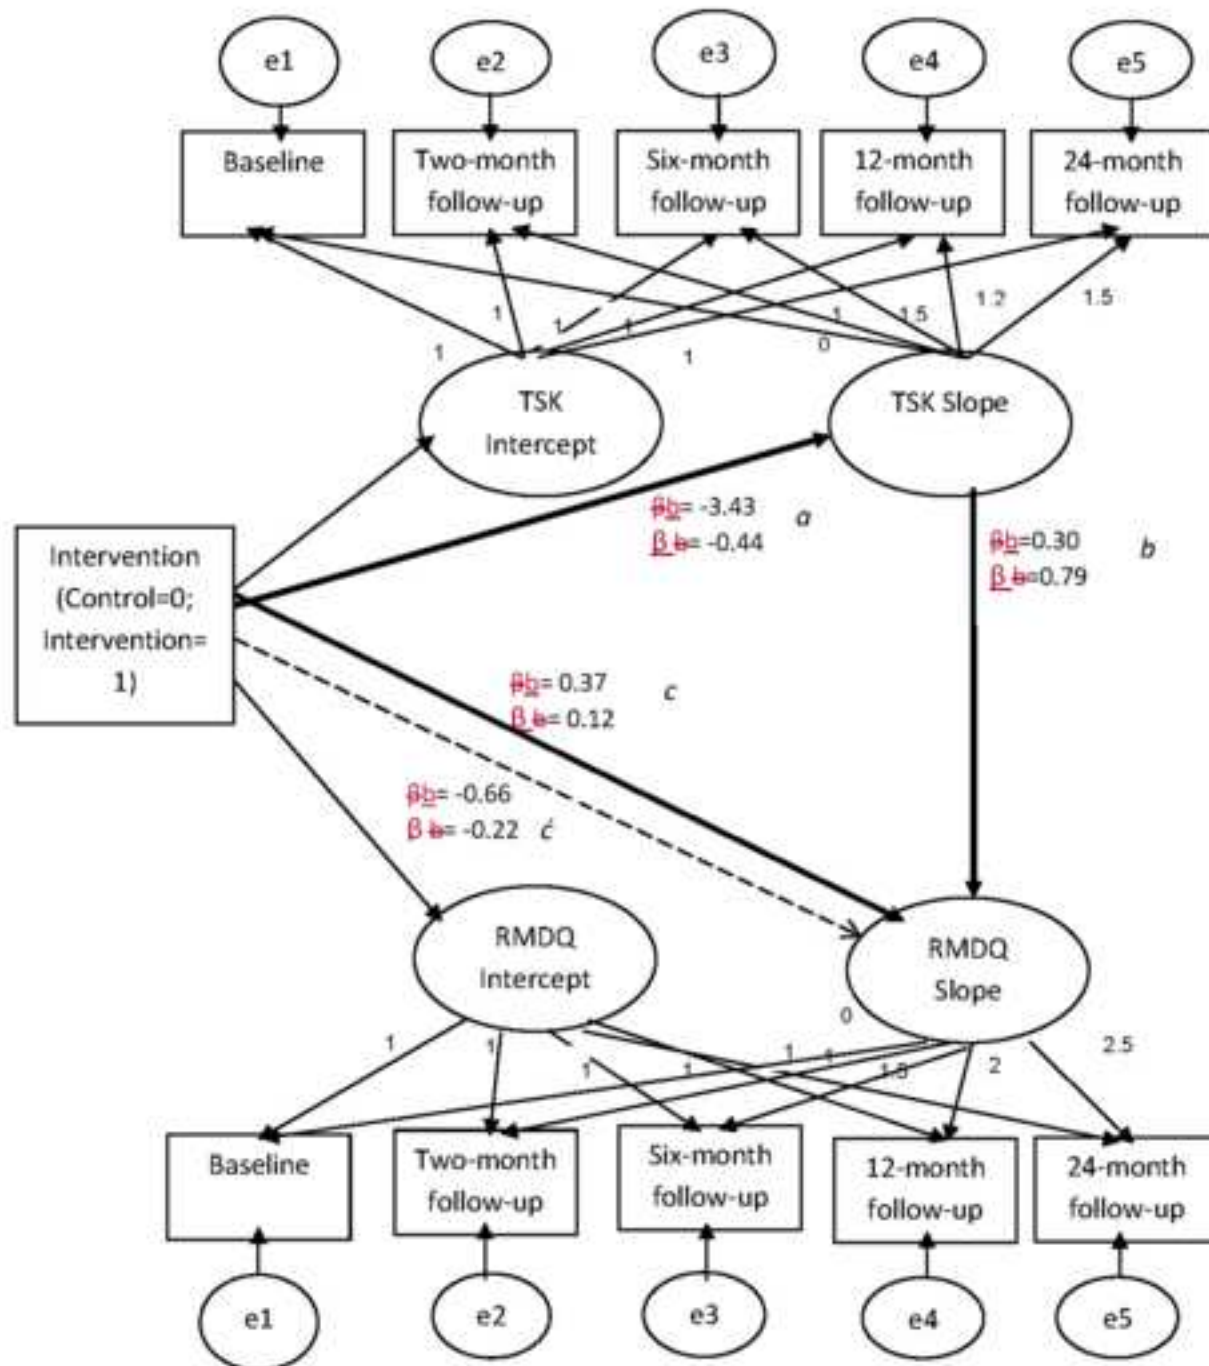 e1
e2
e3
e4
e5
Baseline
Two-month
follow-up
Six-month
follow-up
12-month
follow-up
24-month
follow-up
1
1
1
1
1
0
1
1.5
1.2
1.5
TSK
Intercept
TSK Slope
βb= -3.43
β b= -0.44
a
βb=0.30
β b=0.79
b
Intervention
(Control=0;
Intervention=
1)
βb= 0.37
β b= 0.12
c
βb= -0.66
β b= -0.22
ć
RMDQ
Intercept
RMDQ
Slope
0
1
1
1
1
1
1
1.5
2
2.5
Baseline
Two-month
follow-up
Six-month
follow-up
12-month
follow-up
24-month
follow-up
e1
e2
e3
e4
e5